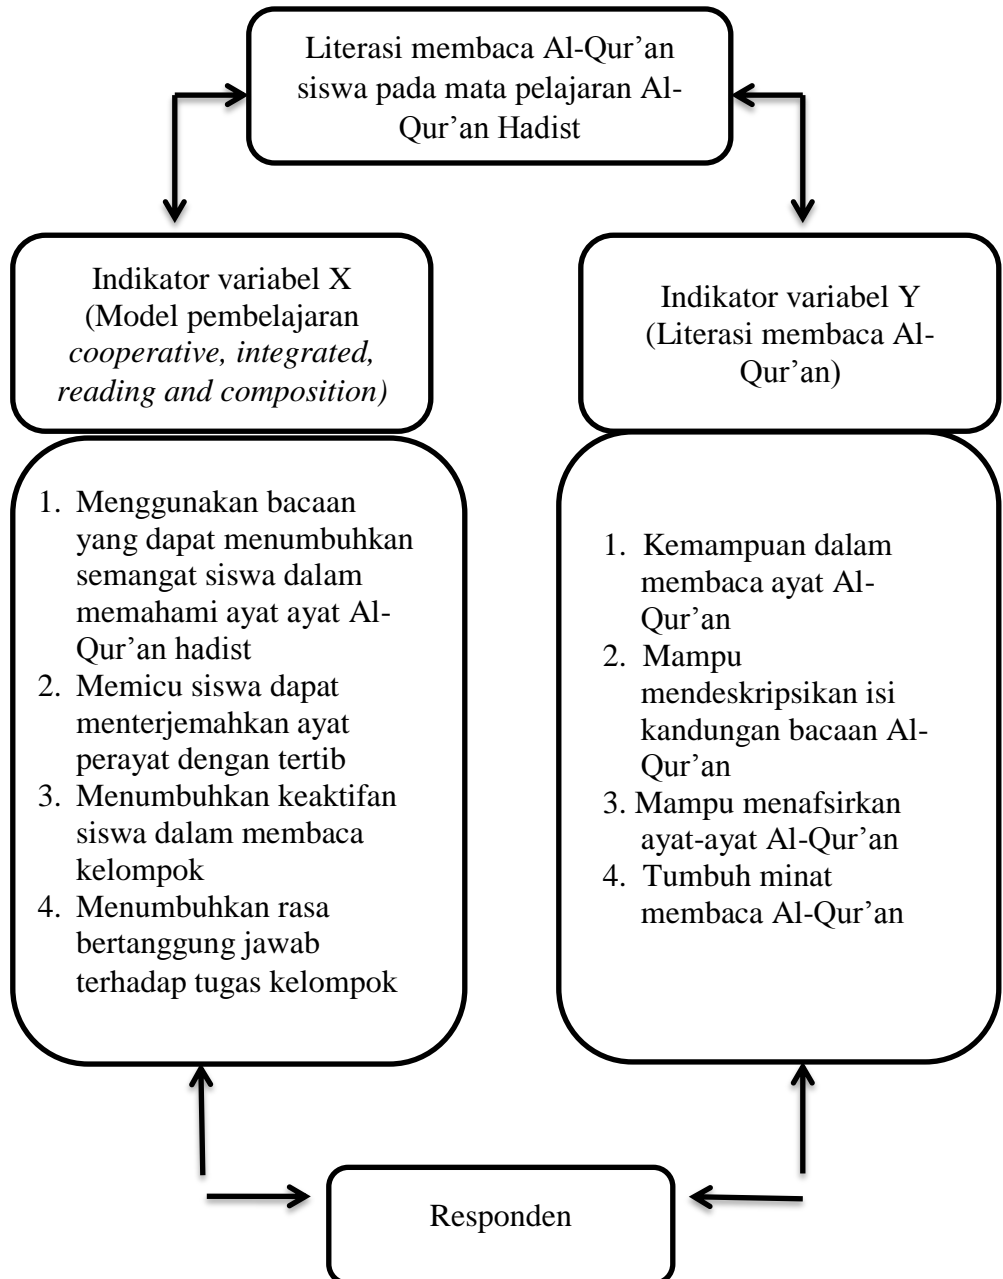 Literasi membaca Al-Qur’an
siswa pada mata pelajaran Al-
Qur’an Hadist
Indikator variabel X
(Model pembelajaran
cooperative, integrated,
reading and composition)
Indikator variabel Y
(Literasi membaca Al-
Qur’an)
1. Menggunakan bacaan
yang dapat menumbuhkan
semangat siswa dalam
memahami ayat ayat Al-
Qur’an hadist
2. Memicu siswa dapat
menterjemahkan ayat
perayat dengan tertib
3. Menumbuhkan keaktifan
siswa dalam membaca
kelompok
4. Menumbuhkan rasa
bertanggung jawab
terhadap tugas kelompok
1. Kemampuan dalam
membaca ayat Al-
Qur’an
2. Mampu
mendeskripsikan isi
kandungan bacaan Al-
Qur’an
3. Mampu menafsirkan
ayat-ayat Al-Qur’an
4. Tumbuh minat
membaca Al-Qur’an
Responden